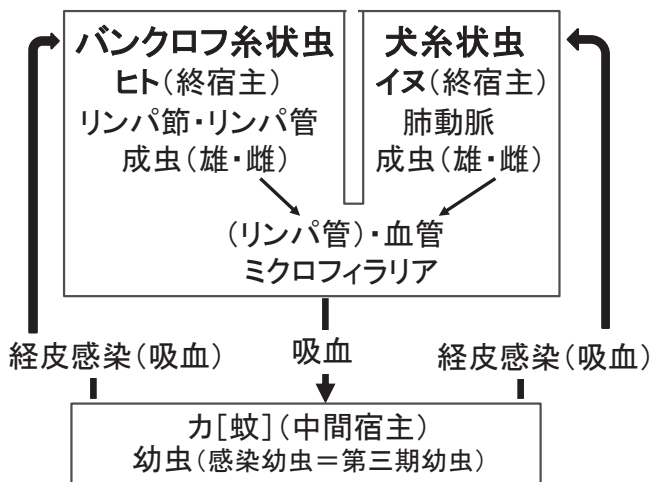 バンクロフ糸状虫
ヒト(終宿主)
リンパ節・リンパ管
成虫(雄・雌)
犬糸状虫
イヌ(終宿主)
肺動脈
成虫(雄・雌)
(リンパ管)・血管
ミクロフィラリア
経皮感染(吸血)
吸血
経皮感染(吸血)
カ[蚊](中間宿主)
幼虫(感染幼虫=第三期幼虫)